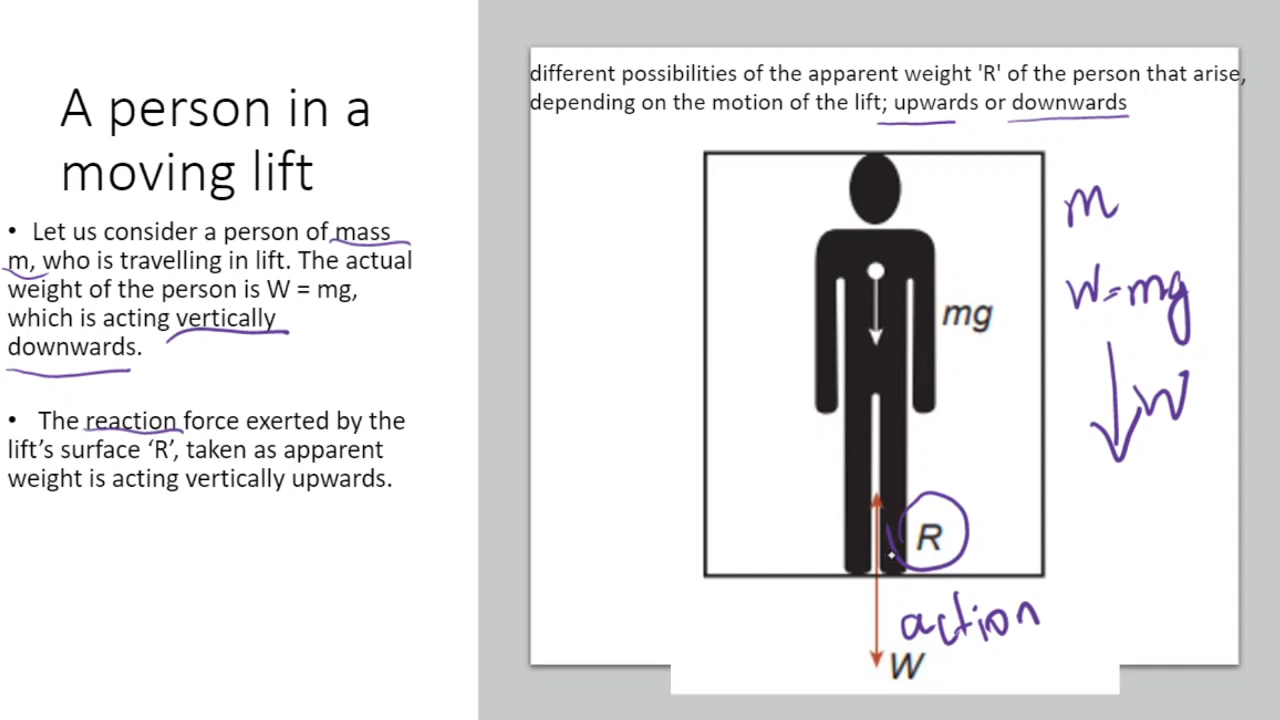 A person in a
moving lift
• Let us consider a person of mass
m, who is travelling in lift. The actual
weight of the person is W = mg,
which is acting vertically
downwards.
• The reaction force exerted by the
lift’s surface ‘R’, taken as apparent
weight is acting vertically upwards.
different possibilities of the apparent weight 'R' of the person that arise,
depending on the motion of the lift; upwards or downwards
m
W=mg
mg
W
R
action
W